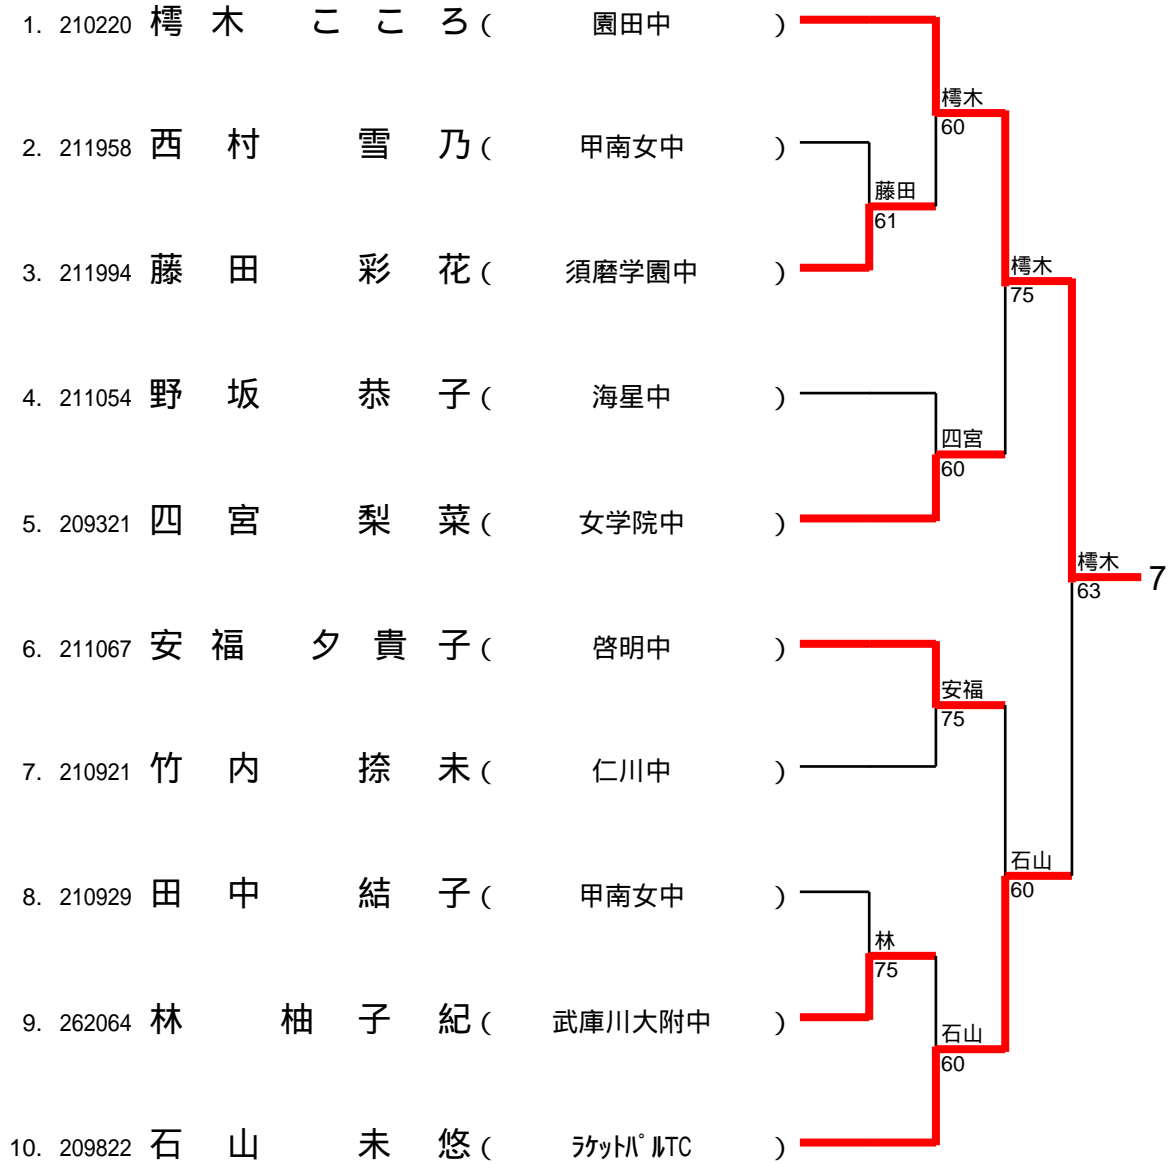 1. 210220 樗木 こころ ( 園田中 )
樗木
60
2. 211958 西村 雪乃 ( 甲南女中 )
藤田
61
3. 211994 藤田 彩花 ( 須磨学園中 )
樗木
75
4. 211054 野坂 恭子 ( 海星中 )
四宮
60
5. 209321 四宮 梨菜 ( 女学院中 )
樗木
63
7
6. 211067 安福 夕貴子 ( 啓明中 )
安福
75
7. 210921 竹内 捺未 ( 仁川中 )
石山
60
8. 210929 田中 結子 ( 甲南女中 )
林
75
9. 262064 林 柚子紀 ( 武庫川大附中 )
石山
60
10. 209822 石山 未悠 ( ﾗｹｯﾄﾊﾟﾙTC )